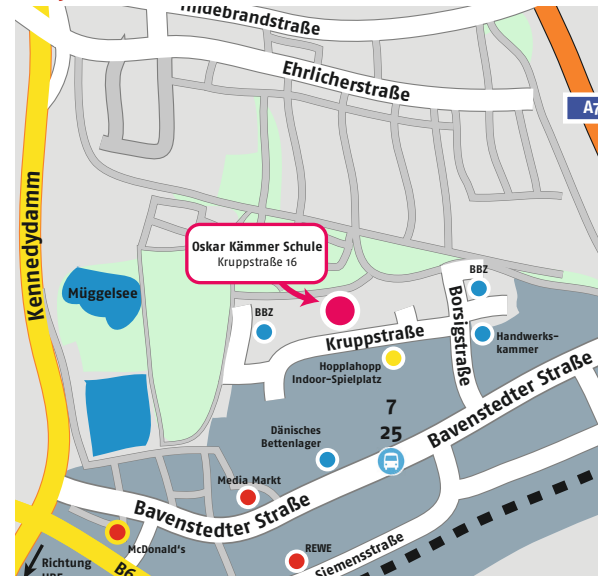 Hildebrandstraße
Ehrlicherstraße
A7
Kennedydamm
Oskar Kämmer Schule
Kruppstraße 16
Müggelsee
BBZ
BBZ
Borsigstraße
Kruppstraße
Handwerks-
kammer
Hopplahopp
Indoor-Spielplatz
7
25
Bavenstedter Straße
Dänisches
Bettenlager
Media Markt
Bavenstedter Straße
McDonald's
REWE
Siemensstraße
B6
Richtung